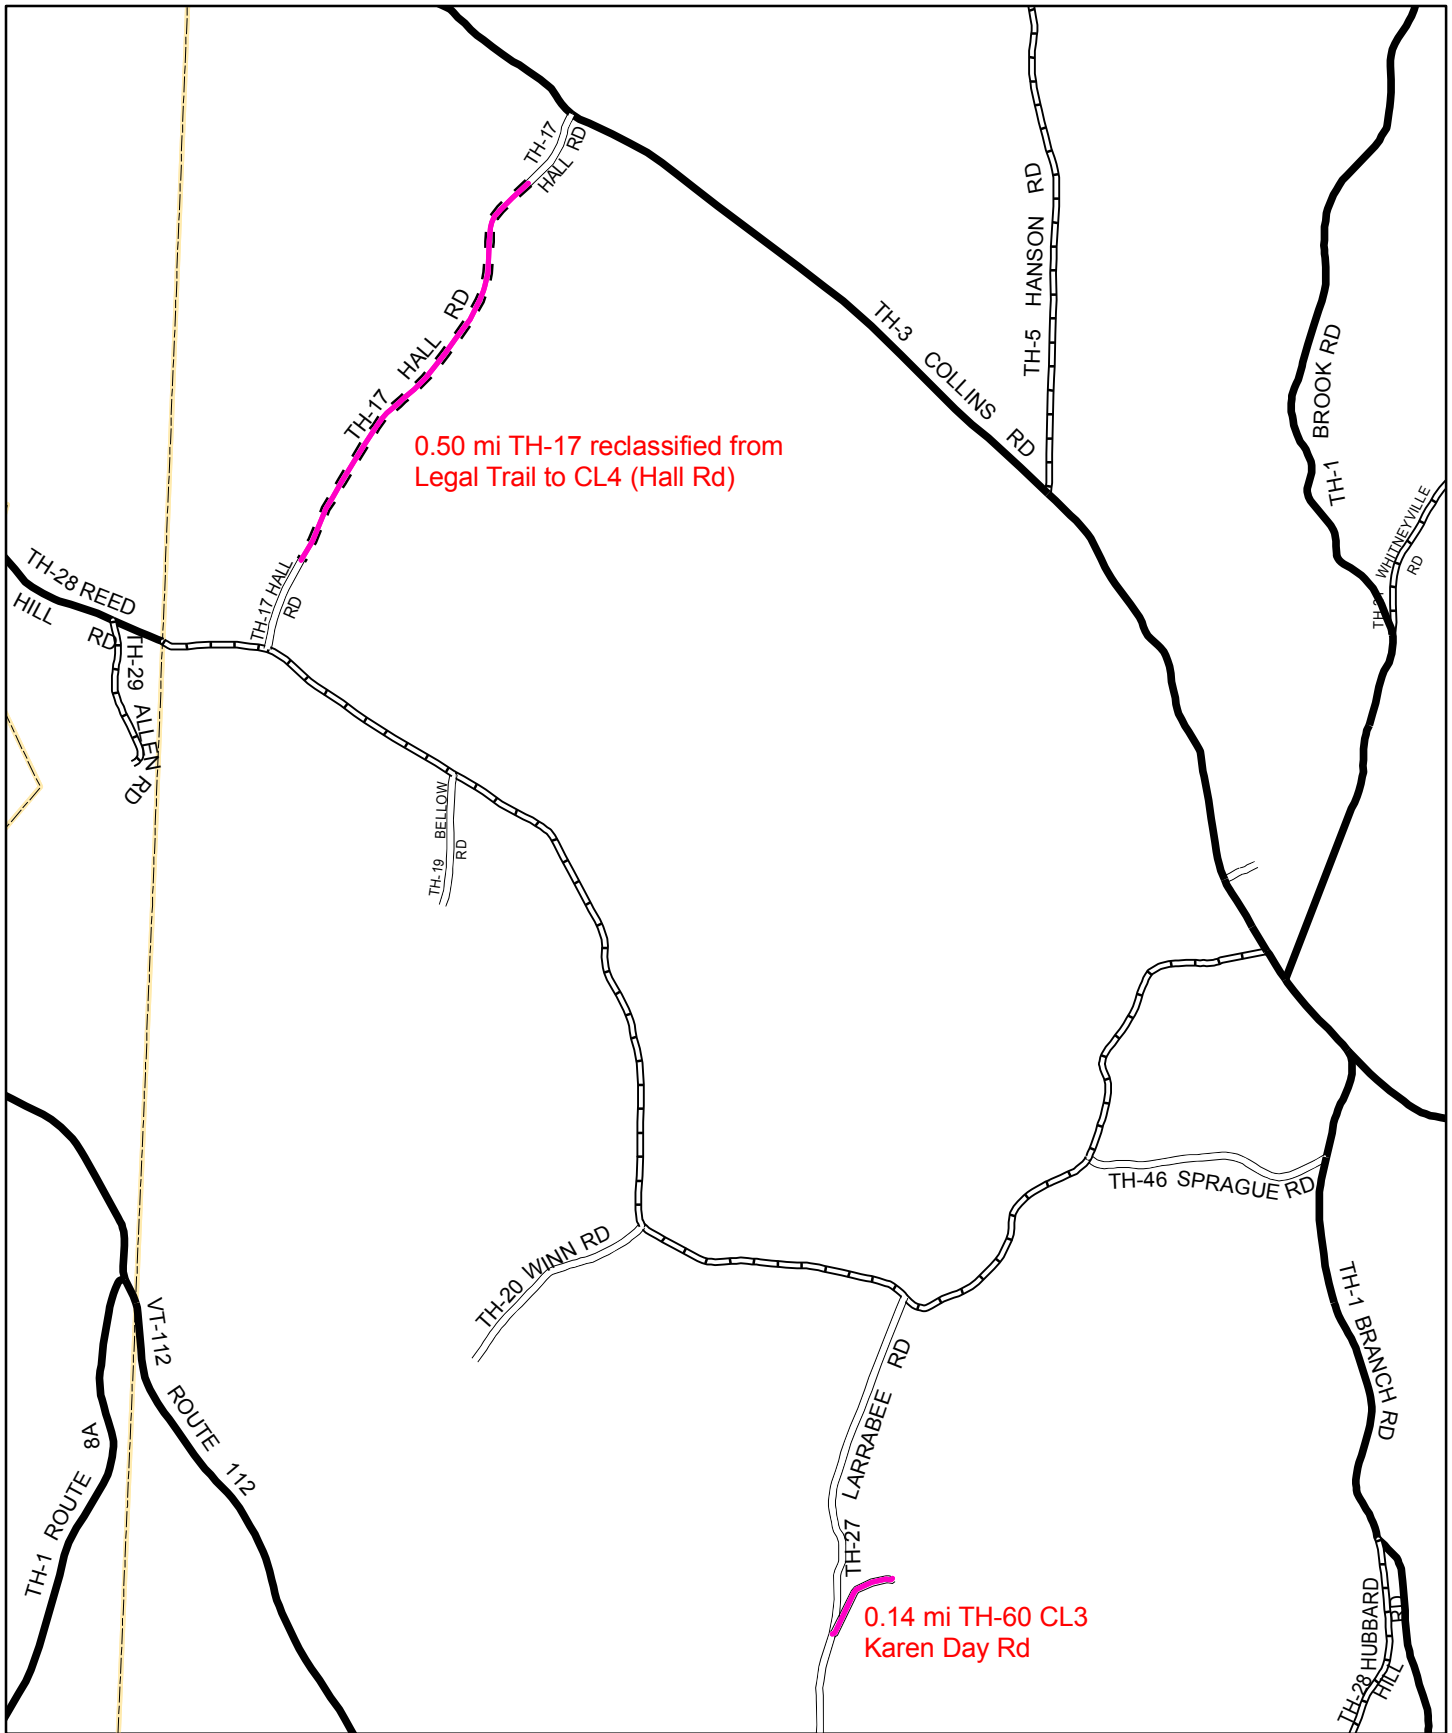 TH-17
HALL RD
TH-17 HALL RD
0.50 mi TH-17 reclassified from
Legal Trail to CL4 (Hall Rd)
TH-3 COLLINS RD
TH-5 HANSON RD
TH-1 BROOK RD
WHITNEYVILLE
RD
TH-28 REED
HILL RD
TH-17 HALL
RD
TH-29 ALLEN
RD
TH-19 BELLOW
RD
TH-46 SPRAGUE RD
TH-20 WINN RD
VT-112 ROUTE 112
TH-1 BRANCH RD
TH-27 LARRABEE RD
TH-1 ROUTE 8A
0.14 mi TH-60 CL3
Karen Day Rd
TH-28 HUBBARD
HILL RD